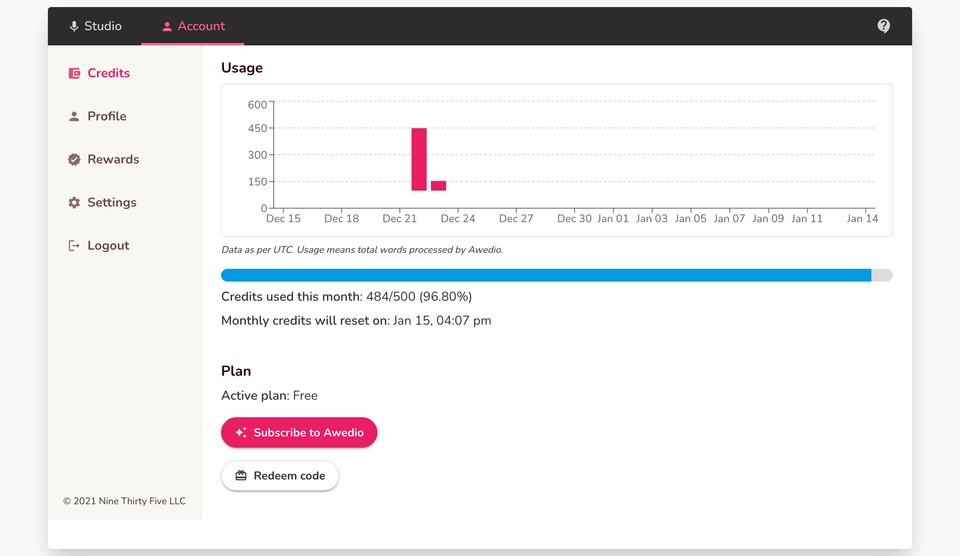 Studio
Account
Credits
Profile
Rewards
Settings
Logout
© 2021 Nine Thirty Five LLC
Usage
600
450
300
150
0
Dec 15 Dec 18 Dec 21 Dec 24 Dec 27 Dec 30 Jan 01 Jan 03 Jan 05 Jan 07 Jan 09 Jan 11 Jan 14
Data as per UTC. Usage means total words processed by Awedio.
Credits used this month: 484/500 (96.80%)
Monthly credits will reset on: Jan 15, 04:07 pm
Plan
Active plan: Free
Subscribe to Awedio
Redeem code